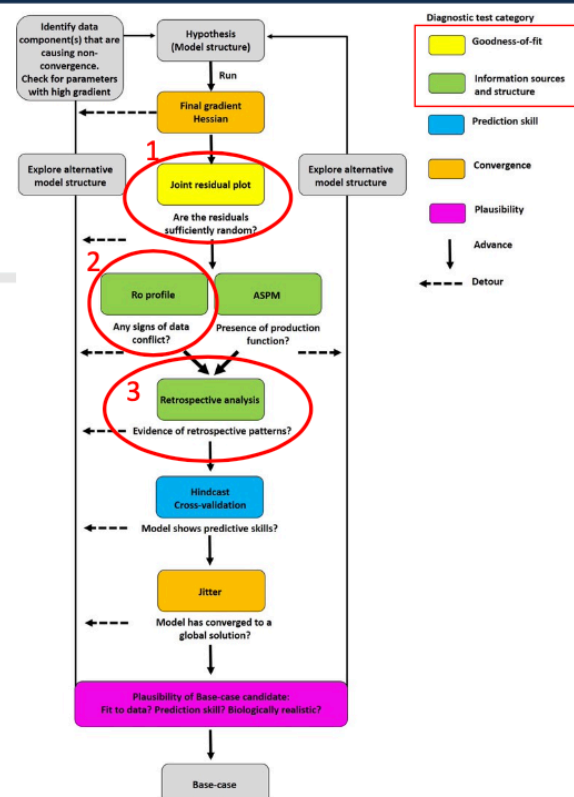 Identify data
component(s) that are
causing non-
convergence.
Check for parameters
with high gradient
Hypothesis
(Model structure)
Run
Final gradient
Hessian
1
Explore alternative
model structure
Joint residual plot
Explore alternative
model structure
Are the residuals
sufficiently random?
2
Ro profile
ASPM
Any signs of data
conflict?
Presence of production
function?
3
Retrospective analysis
Evidence of retrospective patterns?
Hindcast
Cross-validation
Model shows predictive skills?
Jitter
Model has converged to a
global solution?
Plausibility of Base-case candidate:
Fit to data? Prediction skill? Biologically realistic?
Base-case
Diagnostic test category
Goodness-of-fit
Information sources
and structure
Prediction skill
Convergence
Plausibility
Advance
Detour